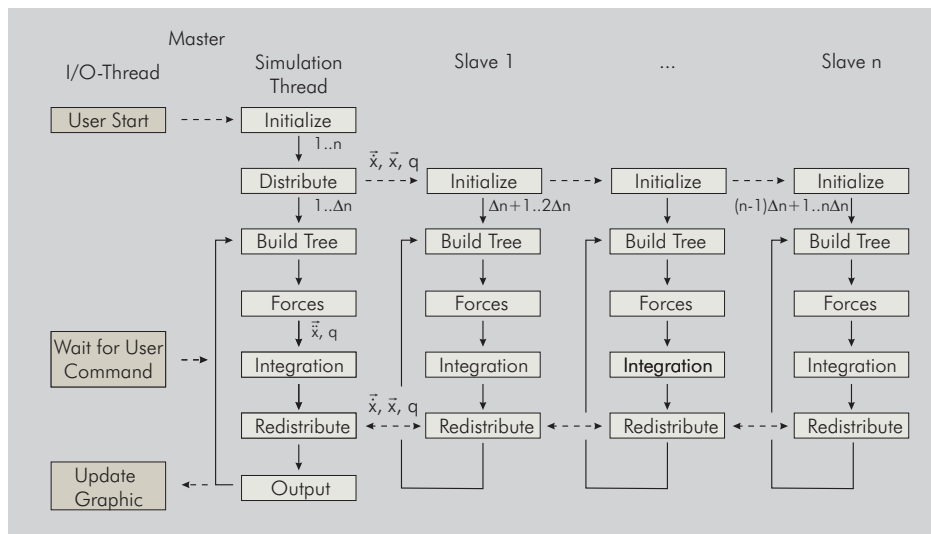 Master
I/O-Thread
Simulation
Thread
Slave 1
...
Slave n
User Start
Initialize
1..n
Distribute
ẋ⃗, x⃗, q
Initialize
Initialize
Initialize
1..Δn
Δn+1..2Δn
(n-1)Δn+1..nΔn
Build Tree
Build Tree
Build Tree
Build Tree
Forces
Forces
Forces
Forces
ẍ⃗, q
Wait for User
Command
Integration
Integration
Integration
Integration
ẋ⃗, x⃗, q
Redistribute
Redistribute
Redistribute
Redistribute
Update
Graphic
Output